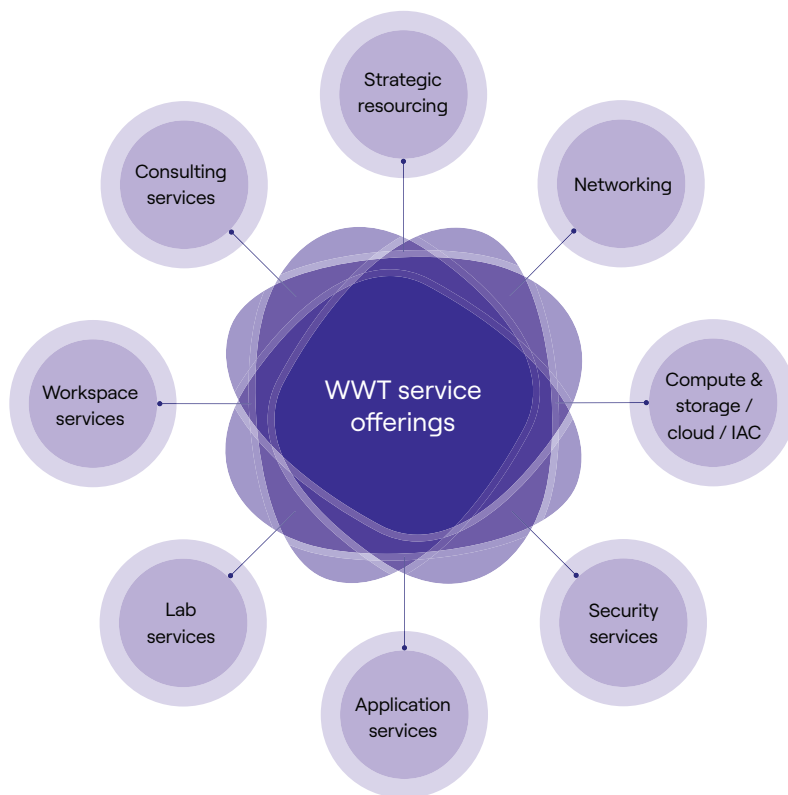 Strategic
resourcing
Networking
Compute &
storage /
cloud / IAC
Security
services
Application
services
Lab
services
Workspace
services
Consulting
services
WWT service
offerings